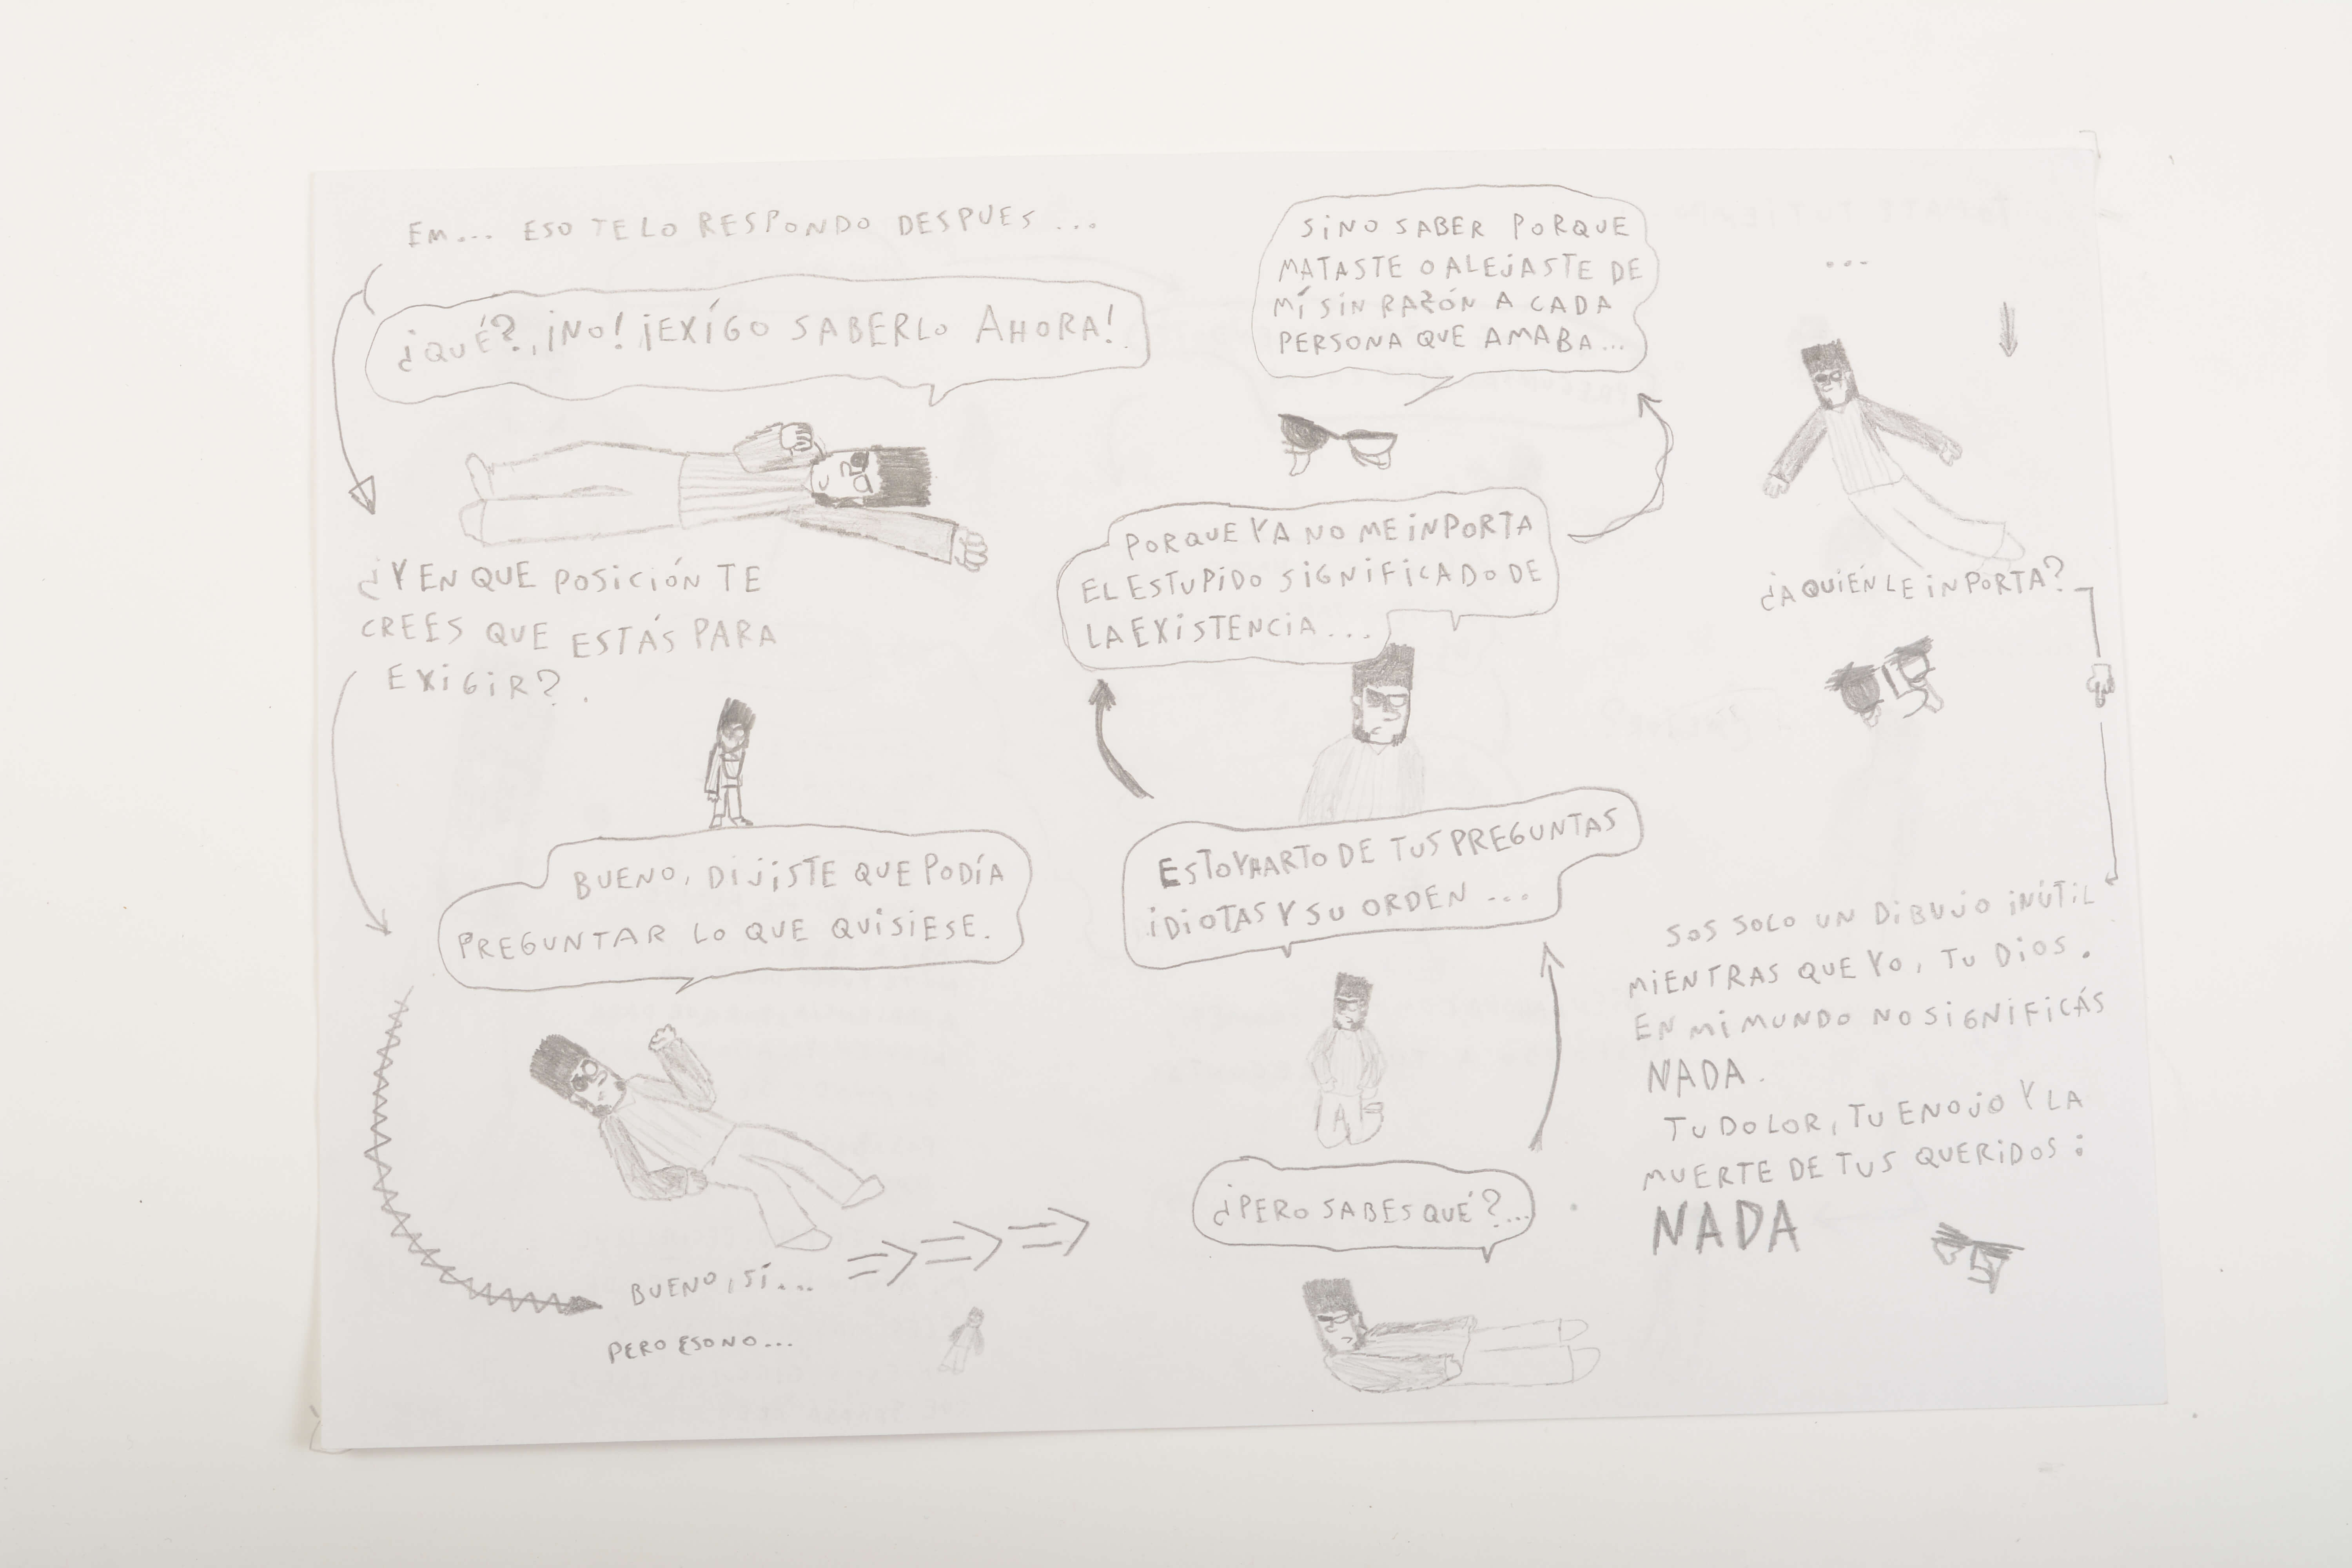 EM... ESO TE LO RESPONDO DESPUES...
¿QUÉ?, ¡NO! ¡EXÍGO SABERLO AHORA!
¿Y EN QUE POSICIÓN TE
CREES QUE ESTÁS PARA
EXIGIR?.
BUENO, DIJISTE QUE PODÍA
PREGUNTAR LO QUE QUISIESE.
BUENO, SÍ...
PERO ESO NO...
¿PERO SABES QUÉ?...
ESTOY HARTO DE TUS PREGUNTAS
IDIOTAS Y SU ORDEN...
PORQUE YA NO ME INPORTA
EL ESTUPIDO SIGNIFICADO DE
LA EXISTENCIA...
SINO SABER PORQUE
MATASTE O ALEJASTE DE
MÍ SIN RAZÓN A CADA
PERSONA QUE AMABA...
...
¿A QUIÉN LE INPORTA?
SOS SOLO UN DIBUJO INÚTIL
MIENTRAS QUE YO, TU DIOS.
EN MI MUNDO NO SIGNIFICÁS
NADA.
TU DOLOR, TU ENOJO Y LA
MUERTE DE TUS QUERIDOS:
NADA